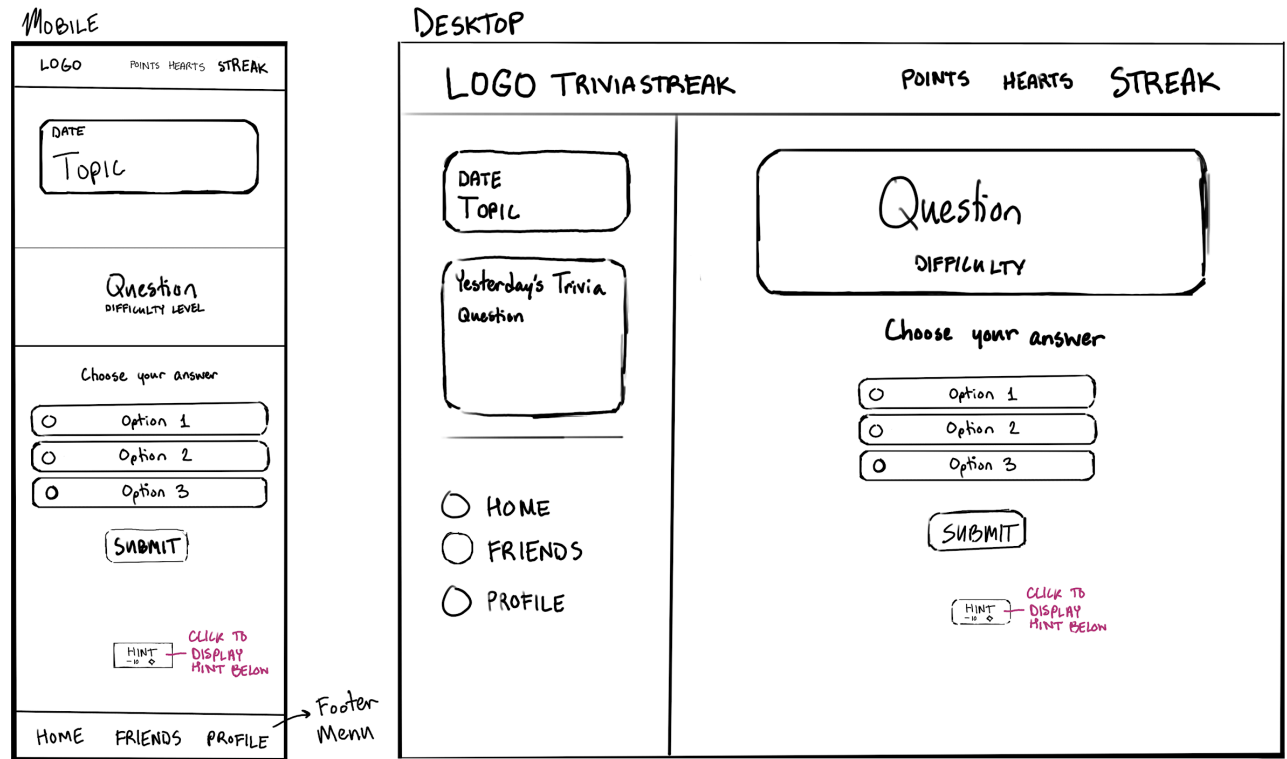 MOBILE
LOGO POINTS HEARTS STREAK
DATE
TOPIC
Question
DIFFICULTY LEVEL
Choose your answer
Option 1
Option 2
Option 3
SUBMIT
HINT
-10 ◇
CLICK TO
DISPLAY
HINT BELOW
HOME FRIENDS PROFILE
Footer
Menu
DESKTOP
LOGO TRIVIASTREAK POINTS HEARTS STREAK
DATE
TOPIC
Yesterday's Trivia
Question
HOME
FRIENDS
PROFILE
Question
DIFFICULTY
Choose your answer
Option 1
Option 2
Option 3
SUBMIT
HINT
-10 ◇
CLICK TO
DISPLAY
HINT BELOW